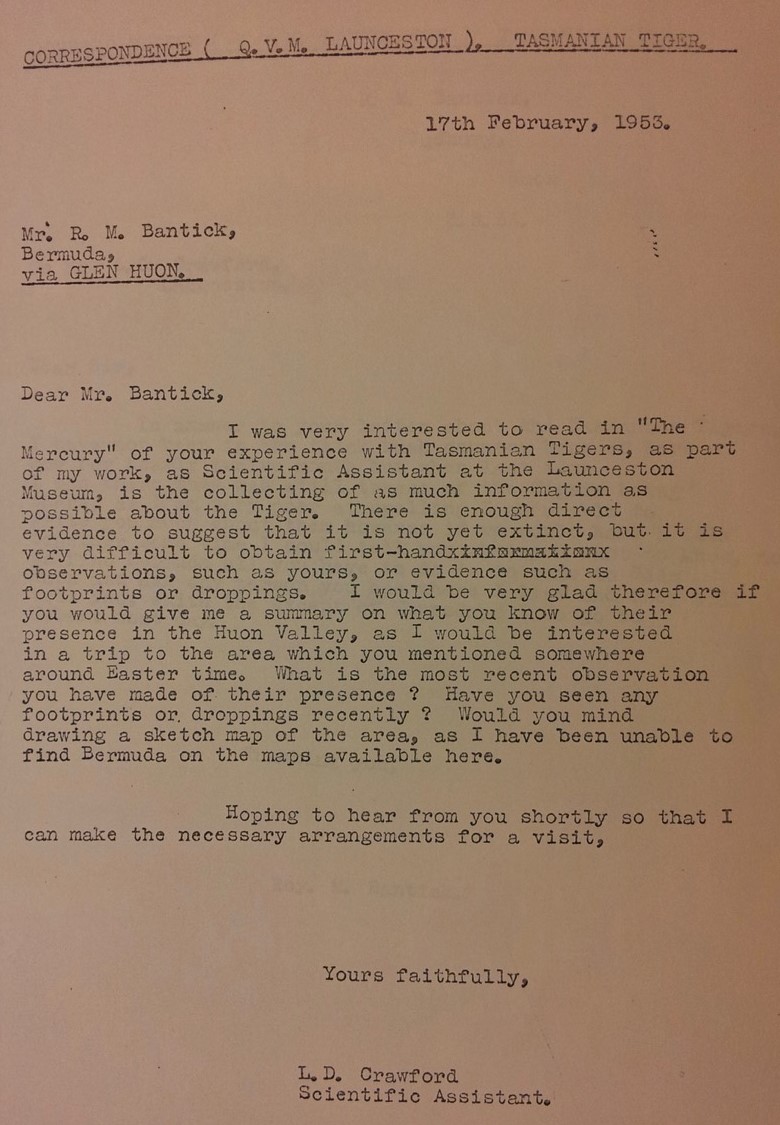 CORRESPONDENCE ( Q.V.M. LAUNCESTON ), TASMANIAN TIGER.
17th February, 1953.
Mr. R. M. Bantick,
Bermuda,
via GLEN HUON.
Dear Mr. Bantick,
I was very interested to read in "The
Mercury" of your experience with Tasmanian Tigers, as part
of my work, as Scientific Assistant at the Launceston
Museum, is the collecting of as much information as
possible about the Tiger. There is enough direct
evidence to suggest that it is not yet extinct, but it is
very difficult to obtain first-hand
observations, such as yours, or evidence such as
footprints or droppings. I would be very glad therefore if
you would give me a summary on what you know of their
presence in the Huon Valley, as I would be interested
in a trip to the area which you mentioned somewhere
around Easter time. What is the most recent observation
you have made of their presence ? Have you seen any
footprints or droppings recently ? Would you mind
drawing a sketch map of the area, as I have been unable to
find Bermuda on the maps available here.
Hoping to hear from you shortly so that I
can make the necessary arrangements for a visit,
Yours faithfully,
L.D. Crawford
Scientific Assistant.